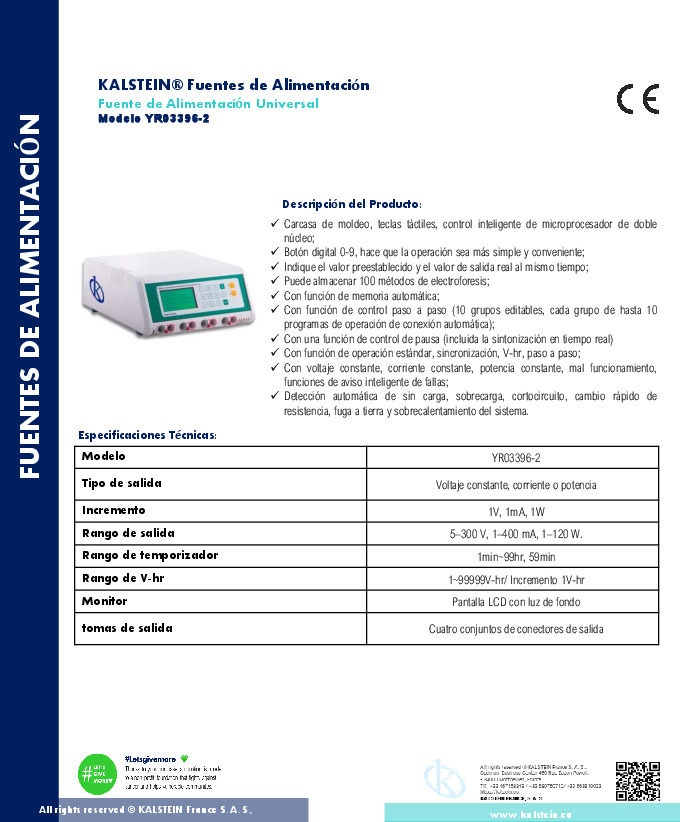 FUENTES DE ALIMENTACIÓN
KALSTEIN® Fuentes de Alimentación
Fuente de Alimentación Universal
Modelo YR03396-2
CE
Descripción del Producto:
✓ Carcasa de moldeo, teclas táctiles, control inteligente de microprocesador de doble
núcleo;
✓ Botón digital 0-9, hace que la operación sea más simple y conveniente;
✓ Indique el valor preestablecido y el valor de salida real al mismo tiempo;
✓ Puede almacenar 100 métodos de electroforesis;
✓ Con función de memoria automática;
✓ Con función de control paso a paso (10 grupos editables, cada grupo de hasta 10
programas de operación de conexión automática);
✓ Con una función de control de pausa (incluida la sintonización en tiempo real)
✓ Con función de operación estándar, sincronización, V-hr, paso a paso;
✓ Con voltaje constante, corriente constante, potencia constante, mal funcionamiento,
funciones de aviso inteligente de fallas;
✓ Detección automática de sin carga, sobrecarga, cortocircuito, cambio rápido de
resistencia, fuga a tierra y sobrecalentamiento del sistema.
Especificaciones Técnicas:
Modelo YR03396-2
Tipo de salida Voltaje constante, corriente o potencia
Incremento 1V, 1mA, 1W
Rango de salida 5–300 V, 1–400 mA, 1–120 W.
Rango de temporizador 1min~99hr, 59min
Rango de V-hr 1~99999V-hr/ Incremento 1V-hr
Monitor Pantalla LCD con luz de fondo
tomas de salida Cuatro conjuntos de conectores de salida
# LET'S
GIVE
MORE
#Letsgivemore
All rights reserved © KALSTEIN France S. A. S.,
KALSTEIN FRANCE, S. A. S
All rights reserved © KALSTEIN France S. A. S.,
www.kalstein.co